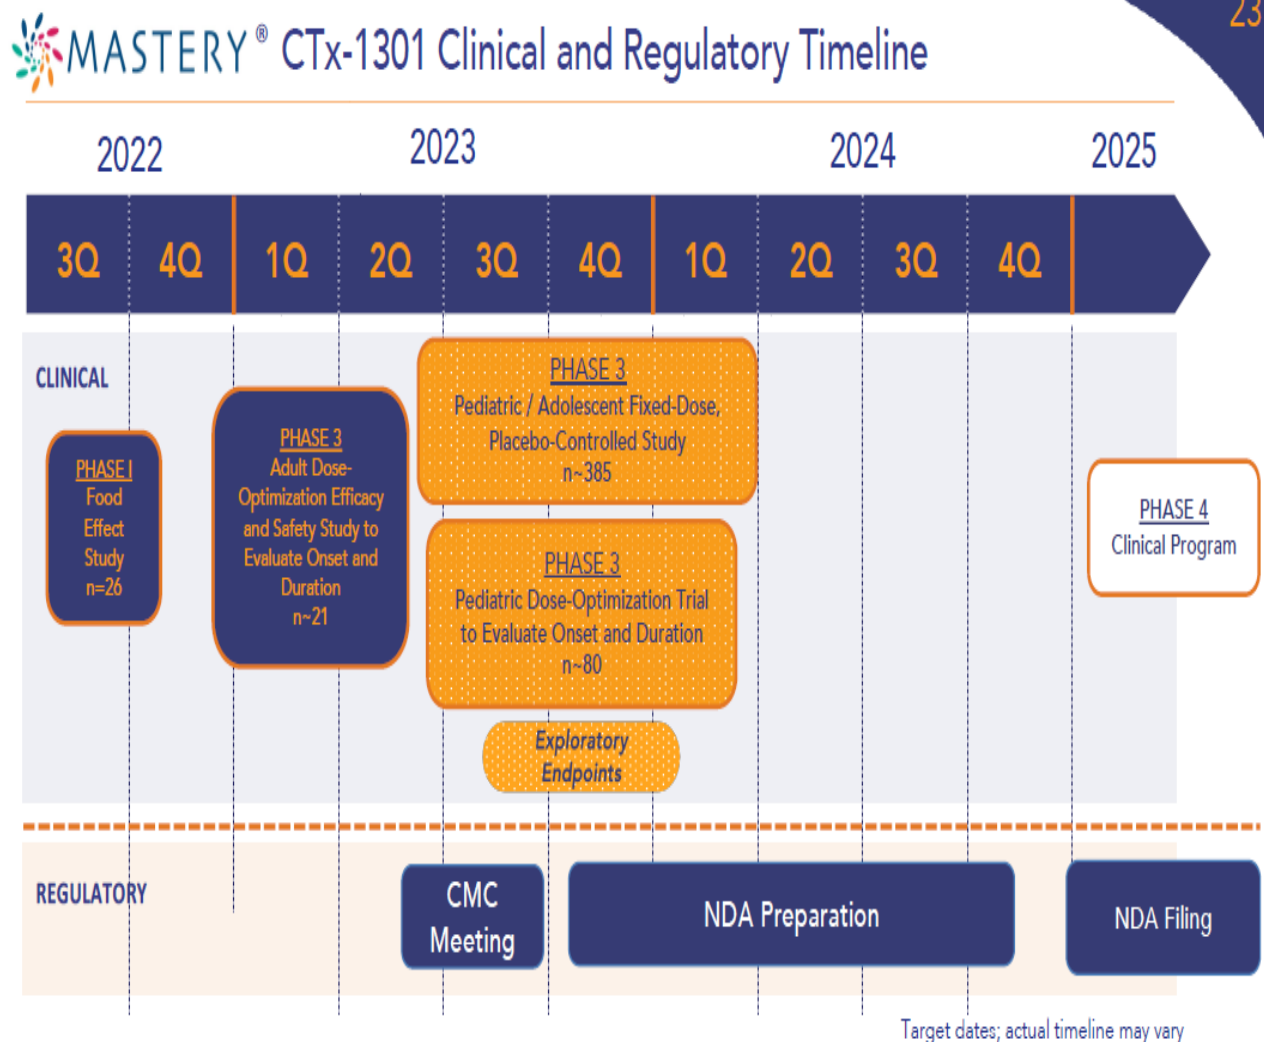 23
MASTERY® CTx-1301 Clinical and Regulatory Timeline
2022 2023 2024 2025
3Q 4Q 1Q 2Q 3Q 4Q 1Q 2Q 3Q 4Q
CLINICAL
PHASE I
Food
Effect
Study
n=26
PHASE 3
Adult Dose-
Optimization Efficacy
and Safety Study to
Evaluate Onset and
Duration
n~21
PHASE 3
Pediatric / Adolescent Fixed-Dose,
Placebo-Controlled Study
n~385
PHASE 3
Pediatric Dose-Optimization Trial
to Evaluate Onset and Duration
n~80
Exploratory
Endpoints
PHASE 4
Clinical Program
REGULATORY
CMC
Meeting
NDA Preparation
NDA Filing
Target dates; actual timeline may vary